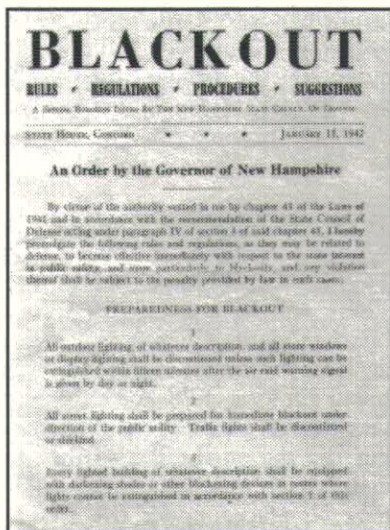 BLACKOUT
RULES * REGULATIONS * PROCEDURES * SUGGESTIONS
A Special Bulletin Issued By The New Hampshire State Council Of Defense
State House, Concord * * * January 15, 1942
An Order by the Governor of New Hampshire
By virtue of the authority vested in me by chapter 43 of the Laws of
1941 and in accordance with the recommendation of the State Council of
Defense acting under paragraph IV of section 4 of said chapter 43, I hereby
promulgate the following rules and regulations, as they may be related to
defense, to become effective immediately with respect to the state interest
in public safety, and more particularly to blackouts, and any violation
thereof shall be subject to the penalty provided by law in such cases:
PREPAREDNESS FOR BLACKOUT
1
All outdoor lighting, of whatever description, and all store windows
or display lighting shall be discontinued unless such lighting can be
extinguished within fifteen minutes after the air raid warning signal
is given by day or night.
2
All street lighting shall be prepared for immediate blackout under
direction of the public utility. Traffic lights shall be discontinued
or shielded.
3
Every lighted building of whatever description shall be equipped
with darkening shades or other blackening devices in rooms where
lights cannot be extinguished in accordance with section 1 of this
order.